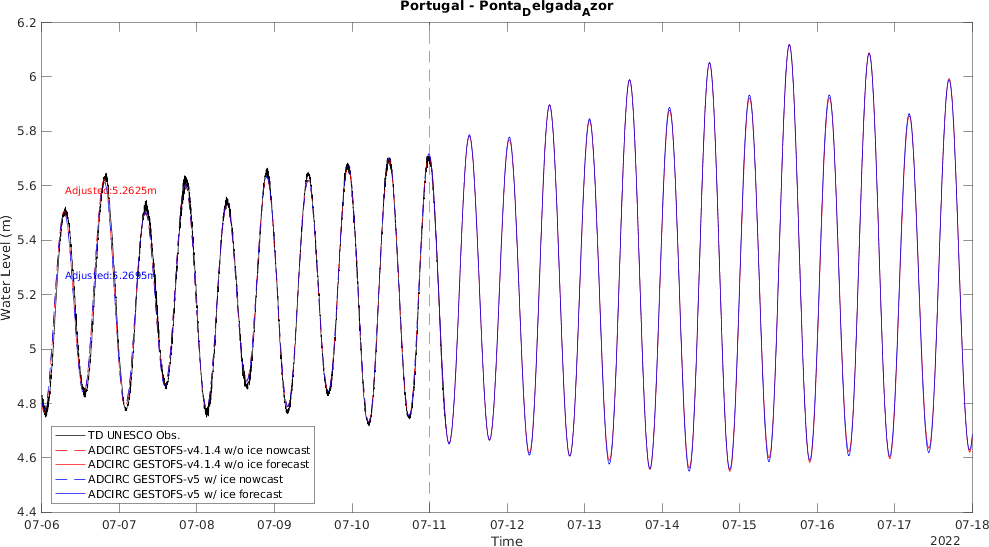 Portugal - PontaDelgadaAzor
6.2
6
5.8
5.6
5.4
5.2
5
4.8
4.6
4.4
Water Level (m)
Adjusted:5.2625m
Adjusted:5.2695m
TD UNESCO Obs.
ADCIRC GESTOFS-v4.1.4 w/o ice nowcast
ADCIRC GESTOFS-v4.1.4 w/o ice forecast
ADCIRC GESTOFS-v5 w/ ice nowcast
ADCIRC GESTOFS-v5 w/ ice forecast
07-06 07-07 07-08 07-09 07-10 07-11 07-12 07-13 07-14 07-15 07-16 07-17 07-18
Time
2022